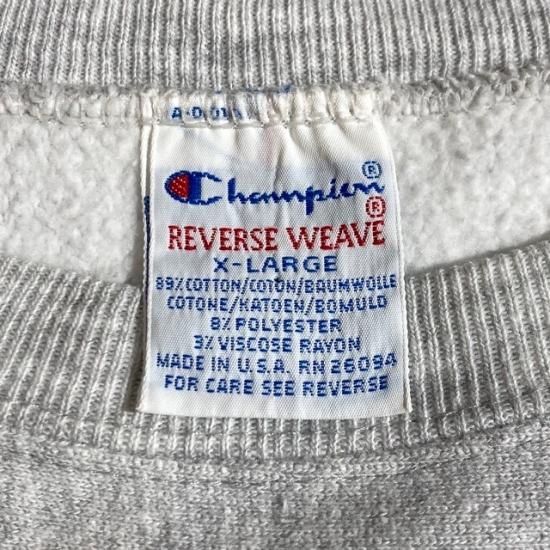 Champion®
REVERSE WEAVE®
X-LARGE
89% COTTON/COTON/BAUMWOLLE
COTONE/KATOEN/BOMULD
8% POLYESTER
3% VISCOSE RAYON
MADE IN U.S.A. RN 26094
FOR CARE SEE REVERSE